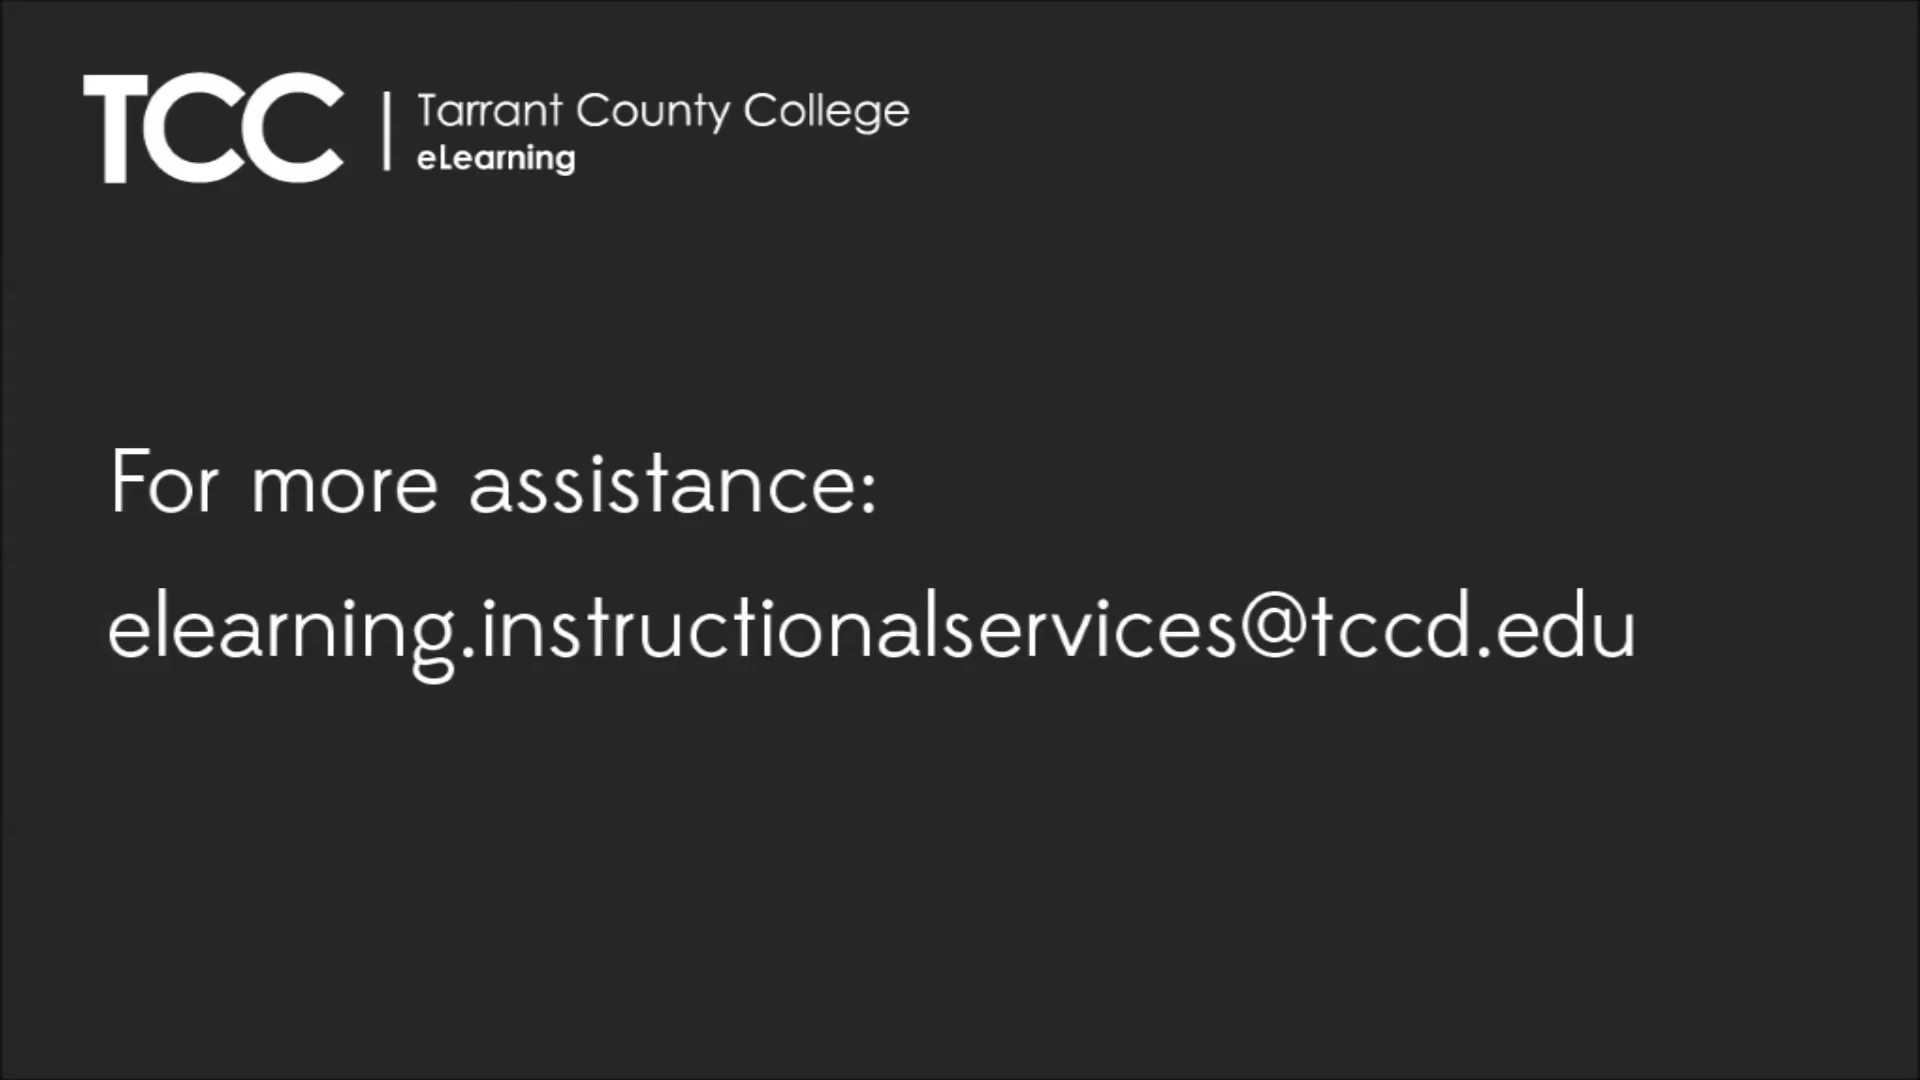 TCC
Tarrant County College
eLearning
For more assistance:
elearning.instructionalservices@tccd.edu